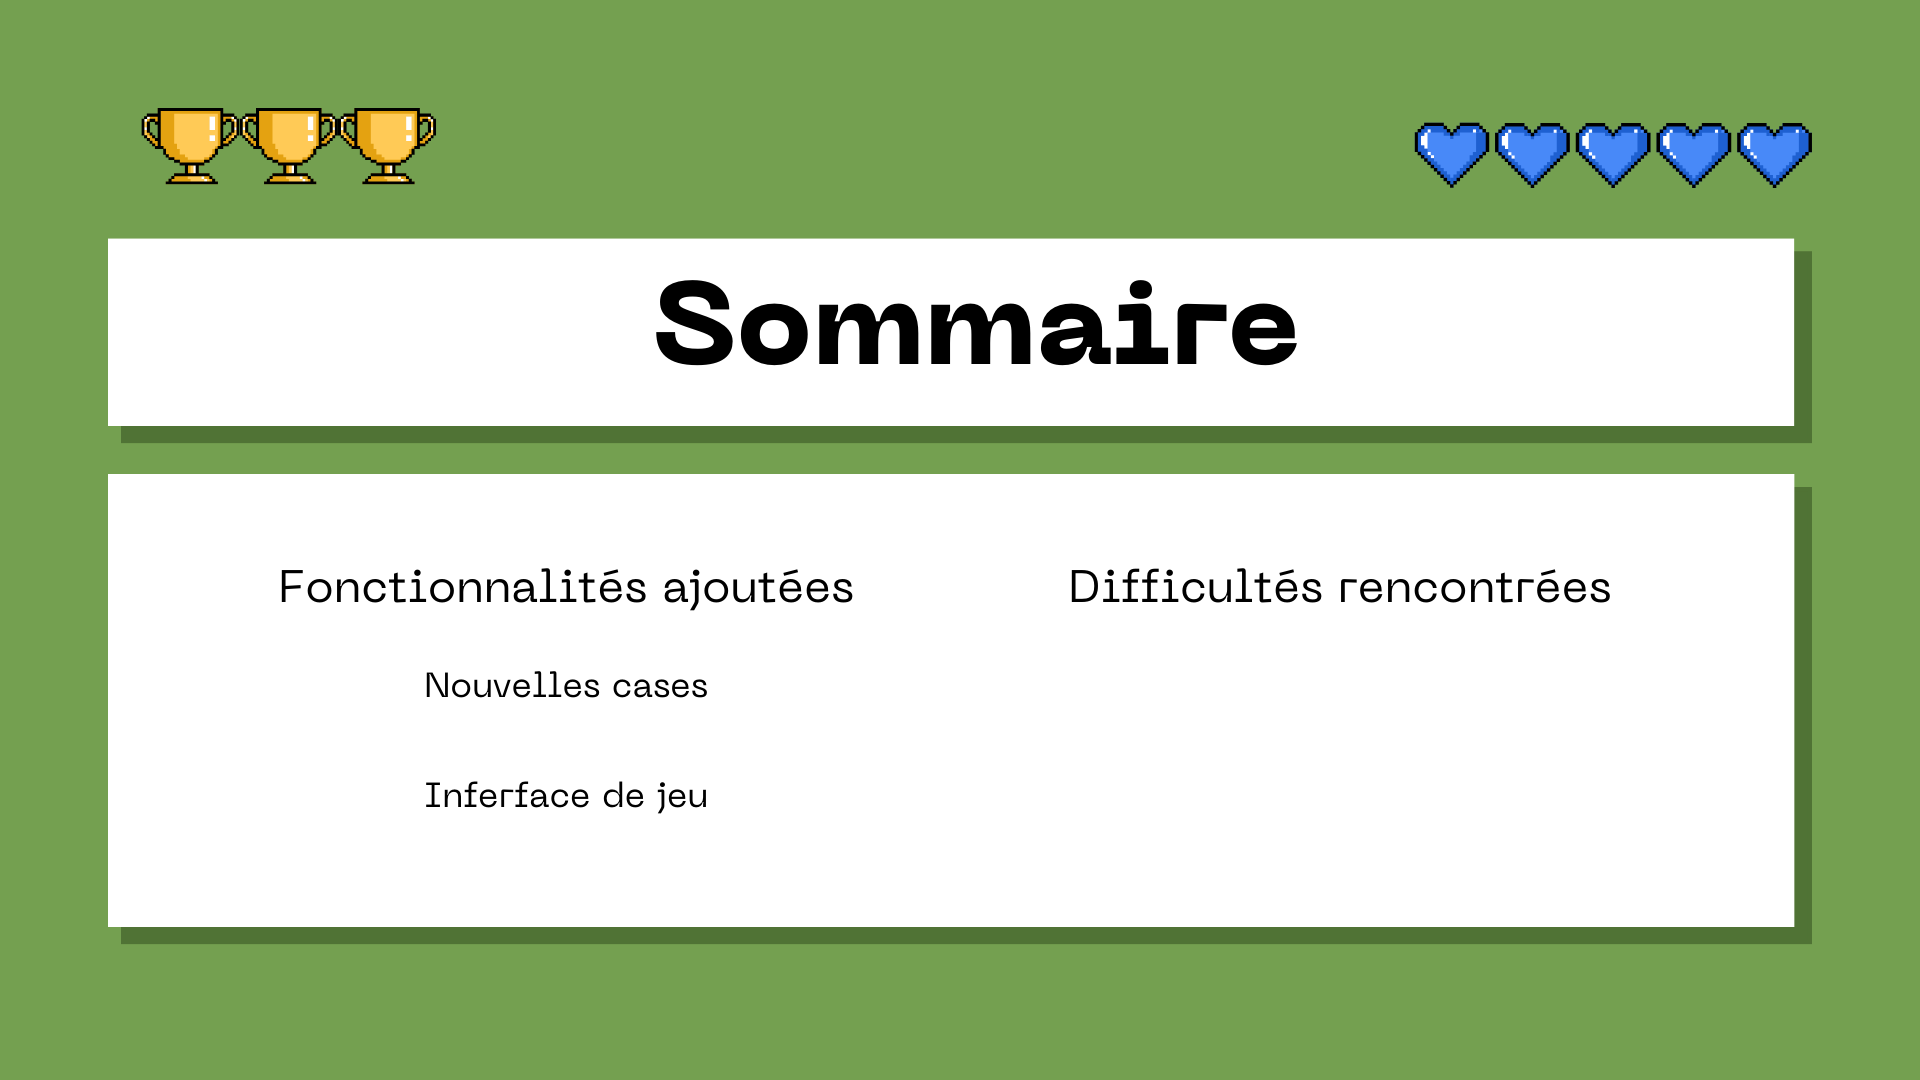 Sommaire
Fonctionnalités ajoutées
Nouvelles cases
Inferface de jeu
Difficultés rencontrées